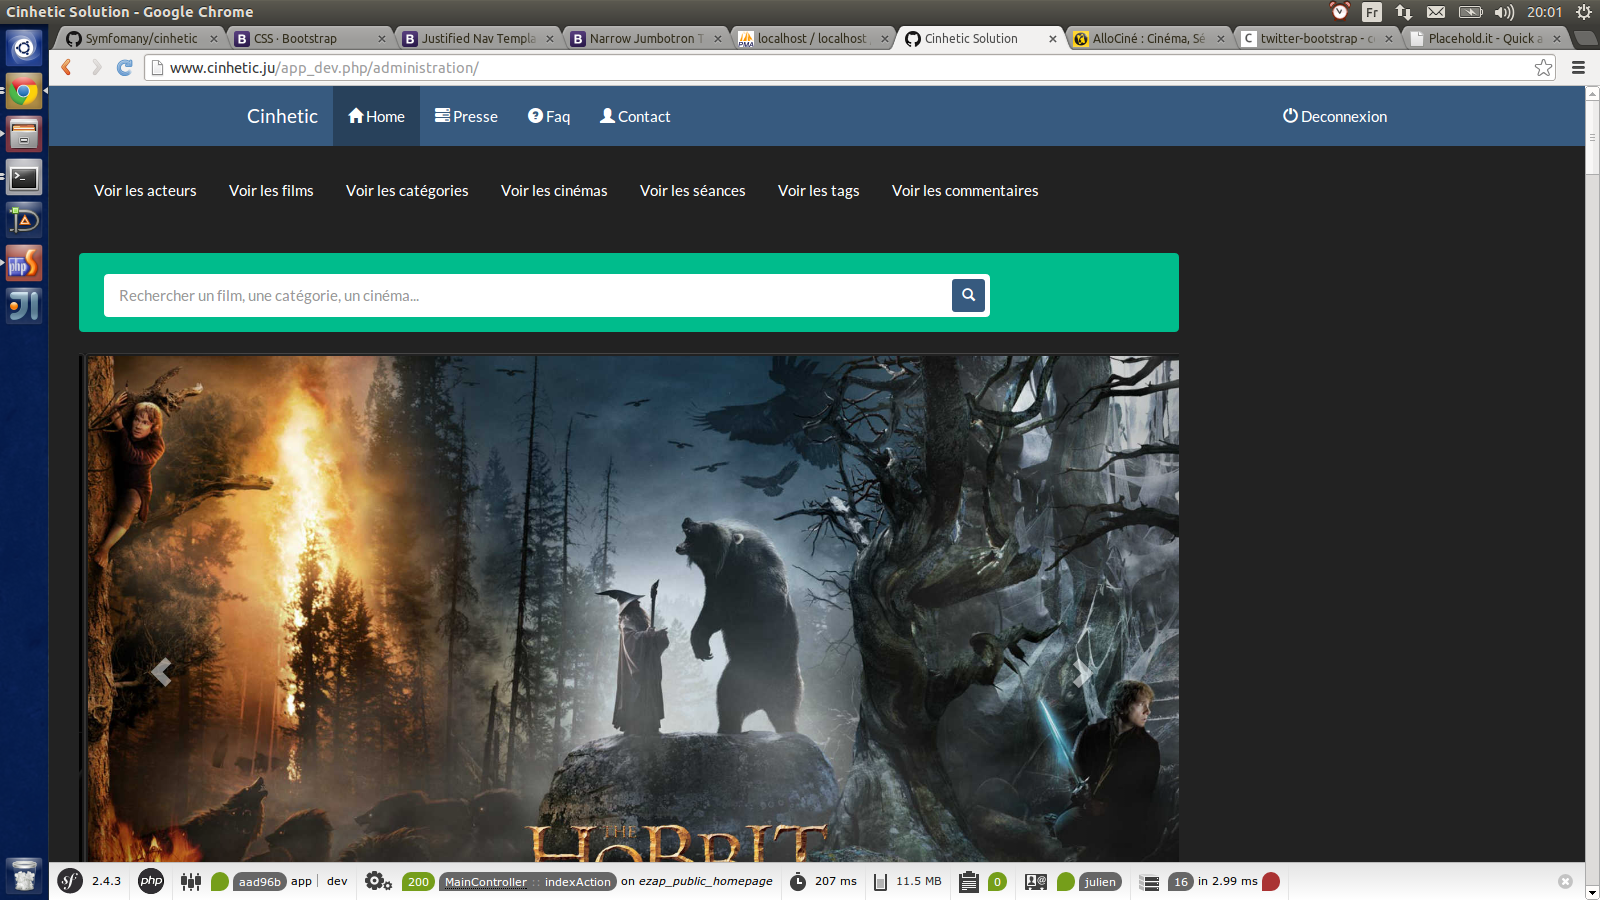 Cinhetic Solution - Google Chrome
Fr
20:01
Symfomany/cinhetic
CSS · Bootstrap
Justified Nav Templa
Narrow Jumbotron T
localhost / localhost
Cinhetic Solution
AlloCiné : Cinéma, Sé
twitter-bootstrap - c
Placehold.it - Quick a
www.cinhetic.ju/app_dev.php/administration/
Cinhetic
Home
Presse
Faq
Contact
Deconnexion
Voir les acteurs
Voir les films
Voir les catégories
Voir les cinémas
Voir les séances
Voir les tags
Voir les commentaires
Rechercher un film, une catégorie, un cinéma...
THE
HOBBIT
sf 2.4.3 php aad96b app dev 200 MainController :: indexAction on ezap_public_homepage 207 ms 11.5 MB 0 julien 16 in 2.99 ms